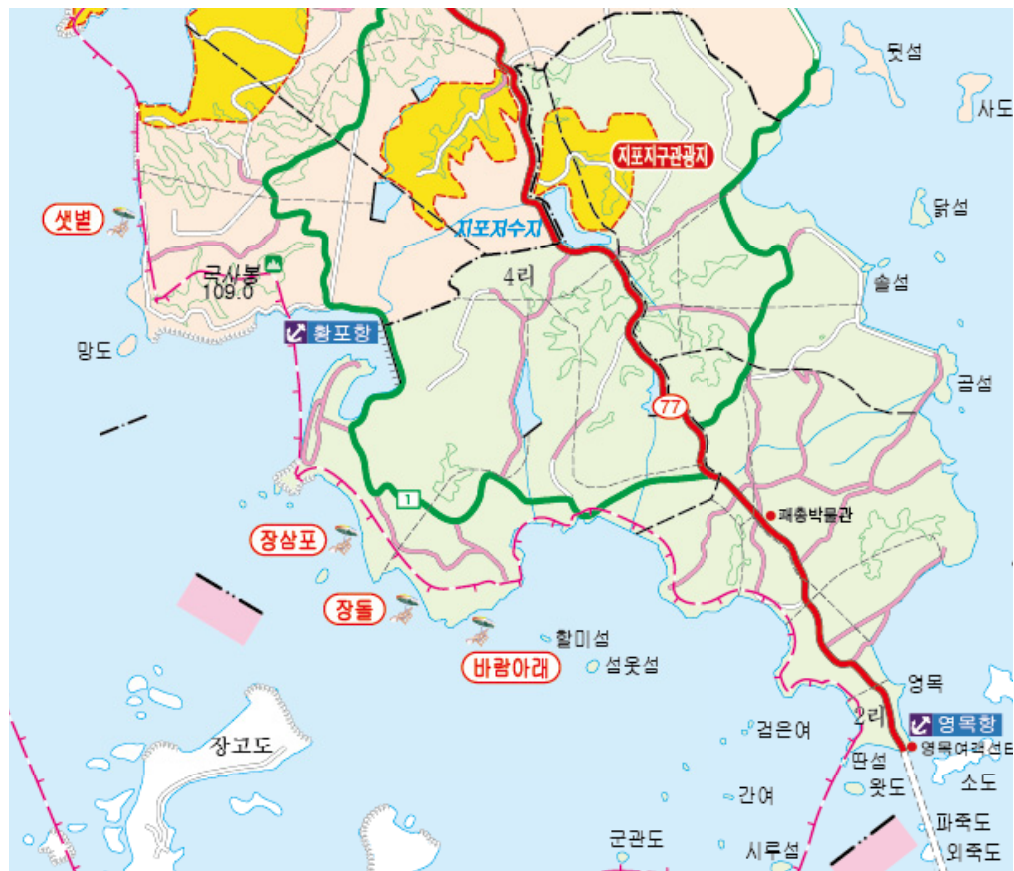 뒷섬
사도
지포지구관광지
닭섬
샛별
지포저수지
4리
국사봉
109.0
솔섬
황포항
망도
곰섬
77
1
패총박물관
장삼포
장돌
할미섬
바람아래
섬옷섬
영목
2리
검은여
영목항
장고도
영목여객선터
딴섬
왓도
소도
간여
파죽도
군관도
시루섬
외죽도